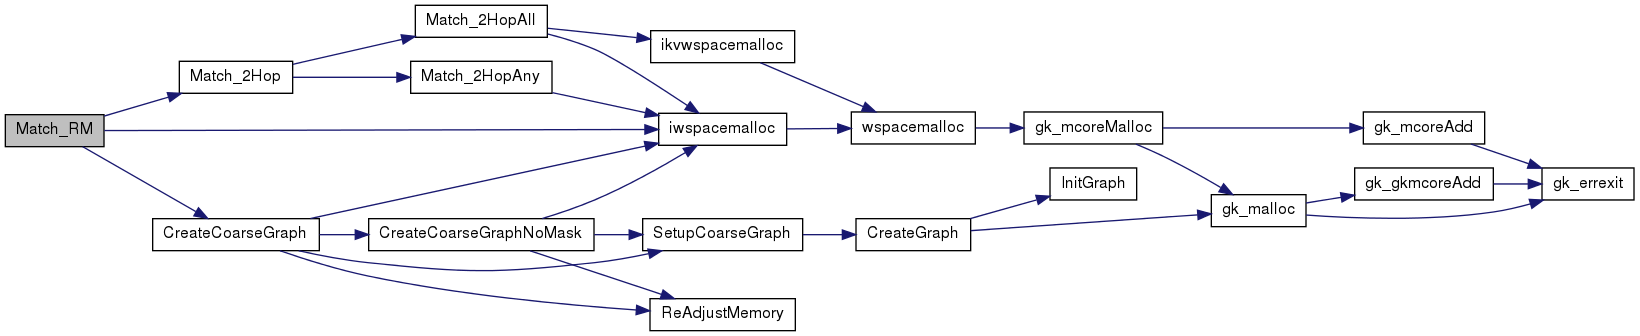 Match_RM
Match_2Hop
CreateCoarseGraph
Match_2HopAll
Match_2HopAny
CreateCoarseGraphNoMask
ikvwspacemalloc
iwspacemalloc
SetupCoarseGraph
ReAdjustMemory
wspacemalloc
CreateGraph
gk_mcoreMalloc
InitGraph
gk_malloc
gk_mcoreAdd
gk_gkmcoreAdd
gk_errexit